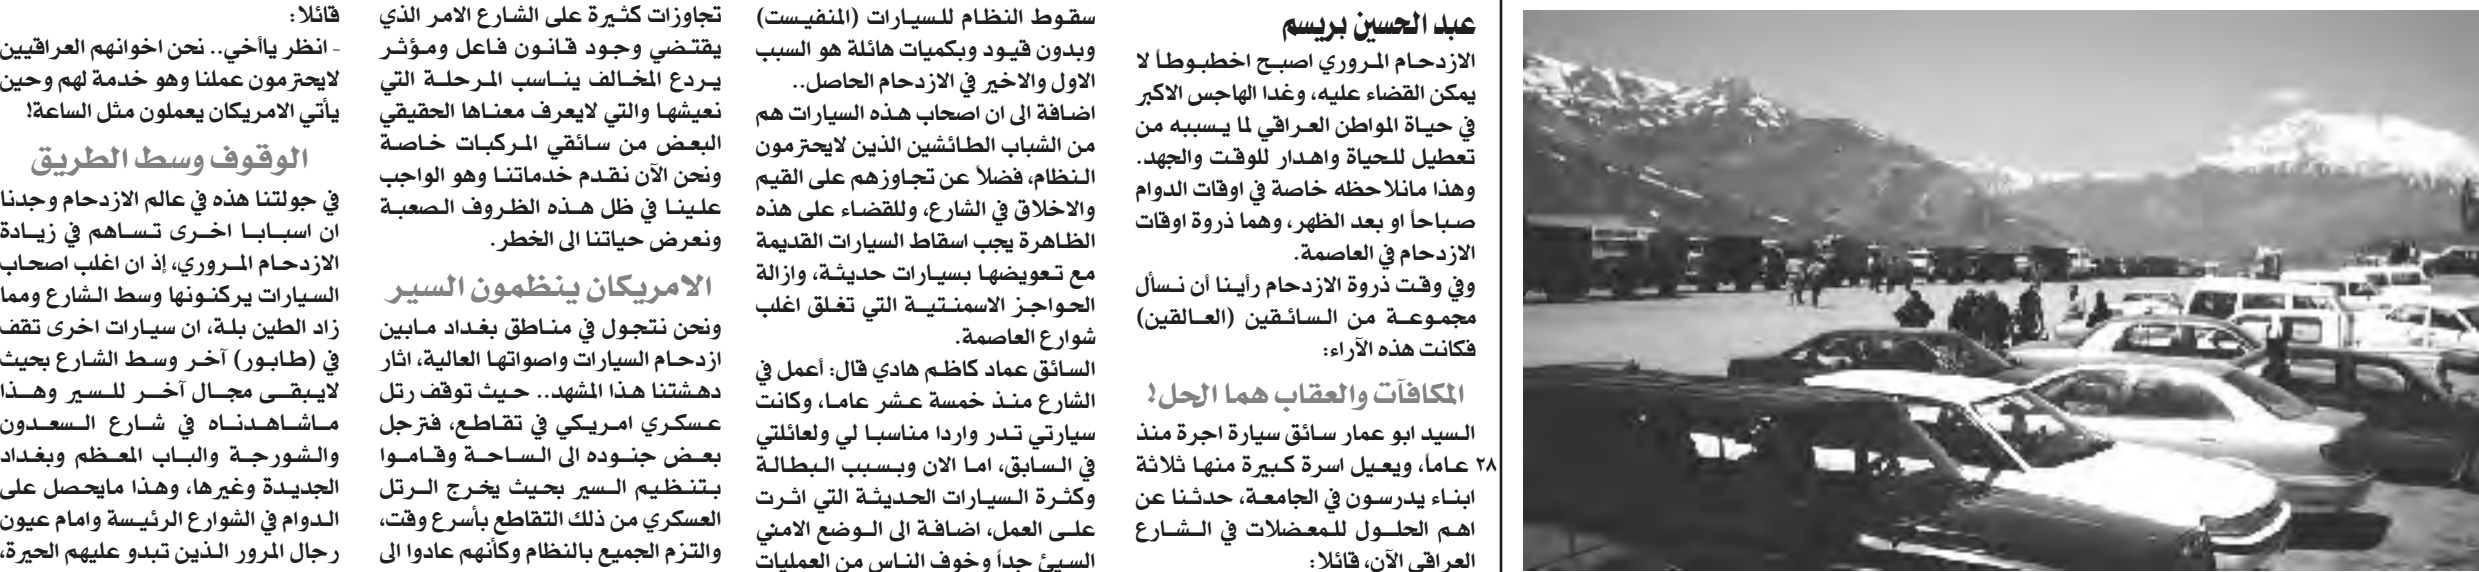 عبد الحسين بريسم
الازدحام المروري اصبح اخطبوطاً لا
يمكن القضاء عليه، وغدا الهاجس الاكبر
في حياة المواطن العراقي لما يسببه من
تعطيل للحياة واهدار للوقت والجهد.
وهذا مانلاحظه خاصة في اوقات الدوام
صباحاً او بعد الظهر، وهما ذروة اوقات
الازدحام في العاصمة.
وفي وقت ذروة الازدحام رأينا أن نسأل
مجموعة من السائقين (العالقين)
فكانت هذه الآراء:
المكافآت والعقاب هما الحل!
السيد ابو عمار سائق سيارة اجرة منذ
٢٨ عاماً، ويعيل اسرة كبيرة منها ثلاثة
ابناء يدرسون في الجامعة، حدثنا عن
اهم الحلول للمعضلات في الشارع
العراقي الآن، قائلا:
سقوط النظام للسيارات (المنفيست)
وبدون قيود وبكميات هائلة هو السبب
الاول والاخير في الازدحام الحاصل..
اضافة الى ان اصحاب هذه السيارات هم
من الشباب الطائشين الذين لايحترمون
النظام، فضلاً عن تجاوزهم على القيم
والاخلاق في الشارع، وللقضاء على هذه
الظاهرة يجب اسقاط السيارات القديمة
مع تعويضها بسيارات حديثة، وازالة
الحواجز الاسمنتية التي تغلق اغلب
شوارع العاصمة.
السائق عماد كاظم هادي قال: أعمل في
الشارع منذ خمسة عشر عاما، وكانت
سيارتي تدر واردا مناسبا لي ولعائلتي
في السابق، اما الان وبسبب البطالة
وكثرة السيارات الحديثة التي اثرت
على العمل، اضافة الى الوضع الامني
السيئ جداً وخوف الناس من العمليات
تجاوزات كثيرة على الشارع الامر الذي
يقتضي وجود قانون فاعل ومؤثر
يردع المخالف يناسب المرحلة التي
نعيشها والتي لايعرف معناها الحقيقي
البعض من سائقي المركبات خاصة
ونحن الآن نقدم خدماتنا وهو الواجب
علينا في ظل هذه الظروف الصعبة
ونعرض حياتنا الى الخطر.
الامريكان ينظمون السير
ونحن نتجول في مناطق بغداد مابين
ازدحام السيارات واصواتها العالية، اثار
دهشتنا هذا المشهد.. حيث توقف رتل
عسكري امريكي في تقاطع، فترجل
بعض جنوده الى الساحة وقاموا
بتنظيم السير بحيث يخرج الرتل
العسكري من ذلك التقاطع بأسرع وقت،
والتزم الجميع بالنظام وكأنهم عادوا الى
قائلا:
- انظر ياأخي.. نحن اخوانهم العراقيين
لايحترمون عملنا وهو خدمة لهم وحين
يأتي الامريكان يعملون مثل الساعة!
الوقوف وسط الطريق
في جولتنا هذه في عالم الازدحام وجدنا
ان اسبابا اخرى تساهم في زيادة
الازدحام المروري، إذ ان اغلب اصحاب
السيارات يركنونها وسط الشارع ومما
زاد الطين بلة، ان سيارات اخرى تقف
في (طابور) آخر وسط الشارع بحيث
لايبقى مجال آخر للسير وهذا
ماشاهدناه في شارع السعدون
والشورجة والباب المعظم وبغداد
الجديدة وغيرها، وهذا مايحصل على
الدوام في الشوارع الرئيسة وامام عيون
رجال المرور الذين تبدو عليهم الحيرة،